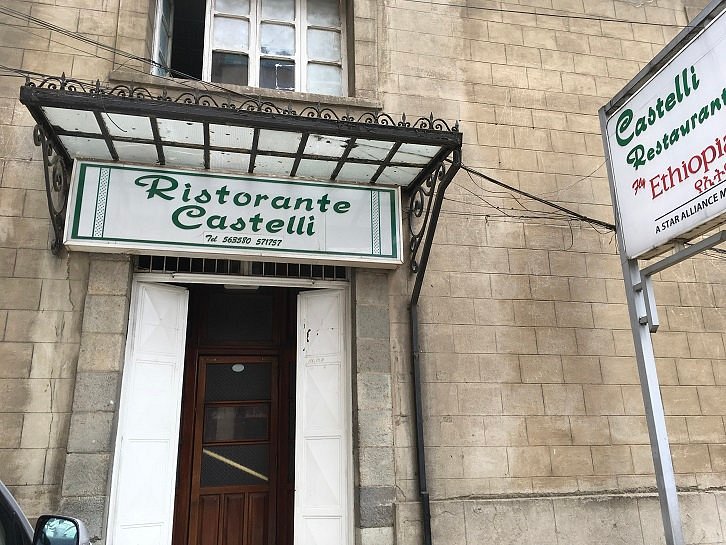 Ristorante
Castelli
Tel 563580 571757
Castelli
Restaurant
Fly Ethiopia
A STAR ALLIANCE M